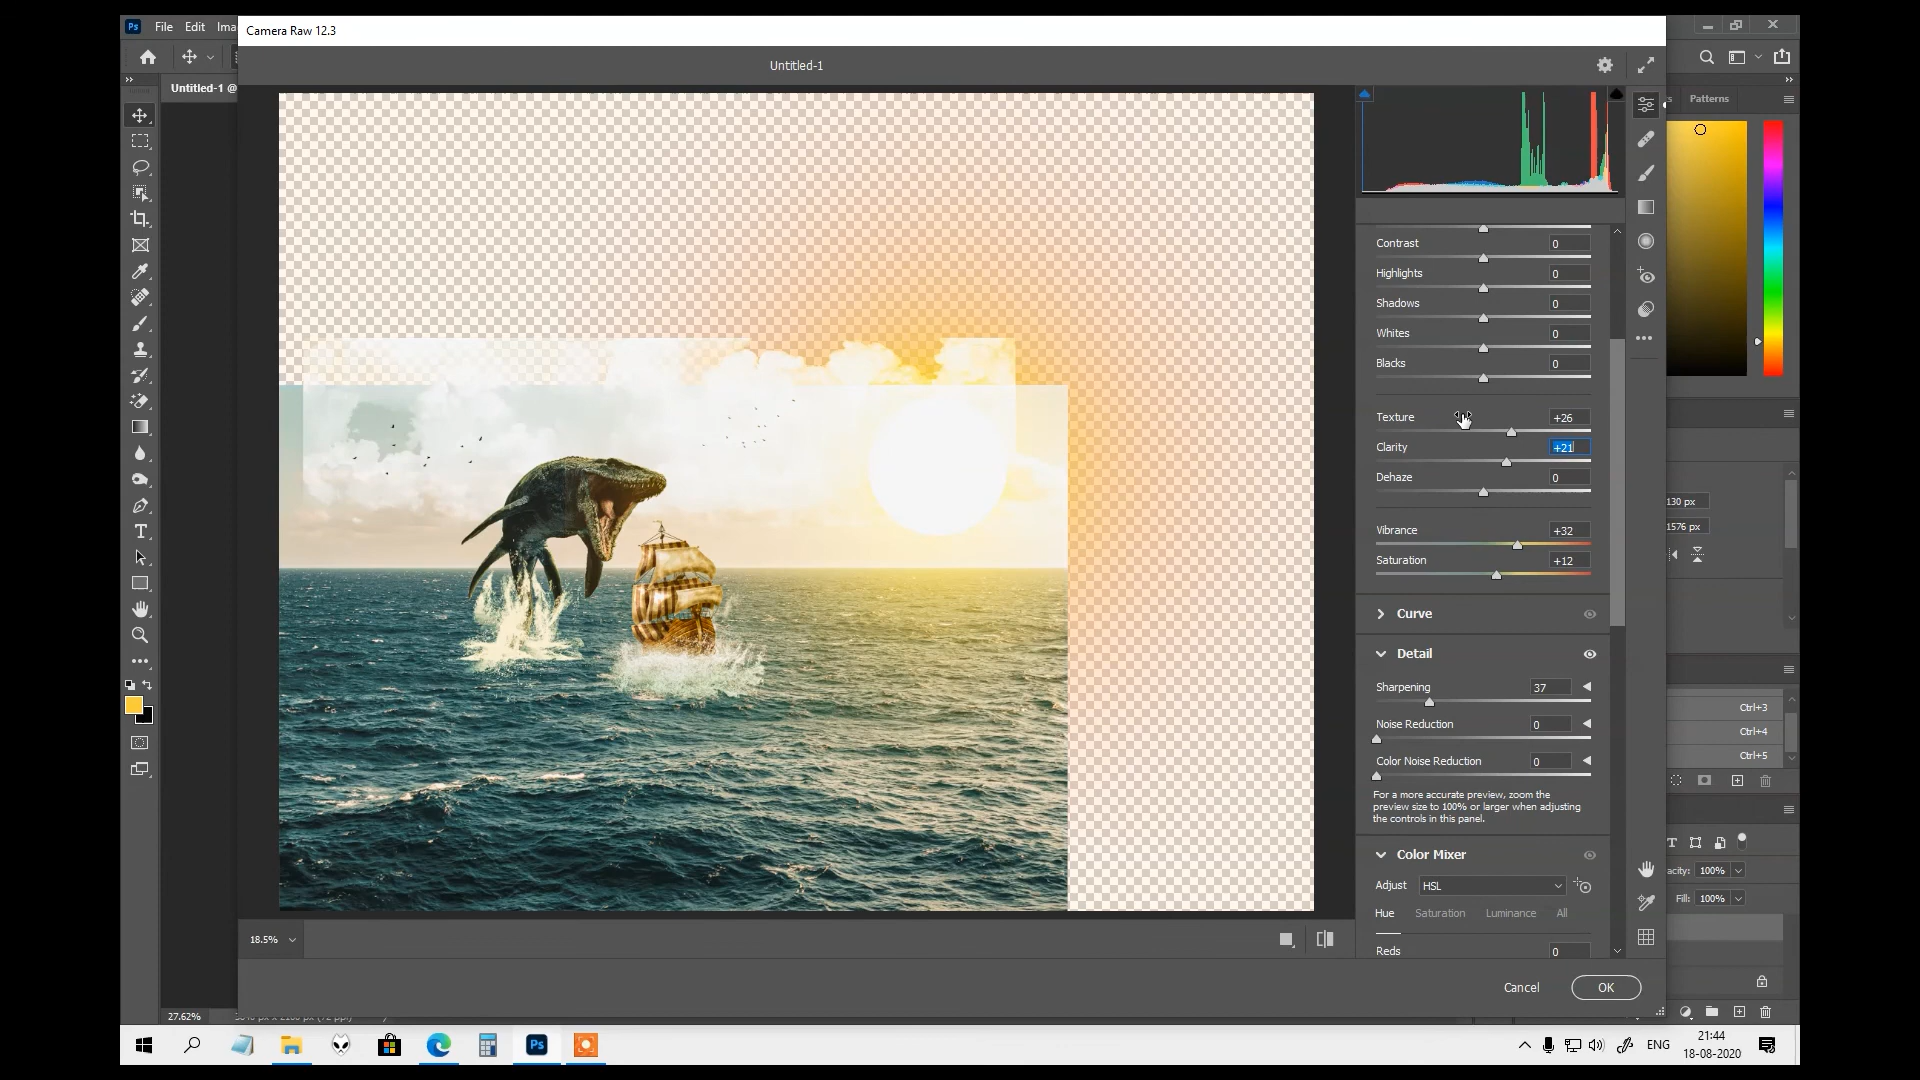 Ps File Edit Ima
Camera Raw 12.3
Untitled-1
Untitled-1 @
Patterns
Contrast 0
Highlights 0
Shadows 0
Whites 0
Blacks 0
Texture +26
Clarity +21
Dehaze 0
130 px
1576 px
Vibrance +32
Saturation +12
Curve
Detail
Sharpening 37
Noise Reduction 0
Color Noise Reduction 0
For a more accurate preview, zoom the
preview size to 100% or larger when adjusting
the controls in this panel.
Ctrl+3
Ctrl+4
Ctrl+5
Color Mixer
Adjust HSL
Hue Saturation Luminance All
Reds 0
acity: 100%
Fill: 100%
18.5%
Cancel OK
27.62%
Ps
ENG
21:44
18-08-2020